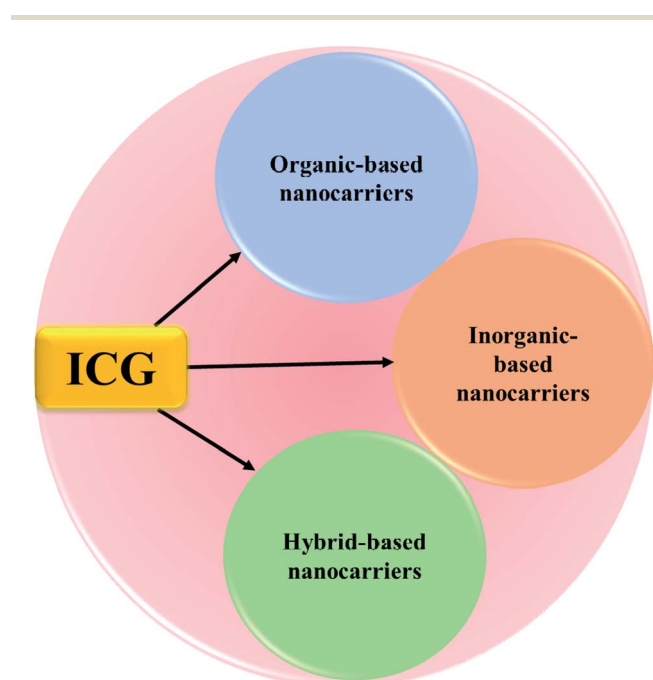 Organic-based
nanocarriers
ICG
Inorganic-
based
nanocarriers
Hybrid-based
nanocarriers